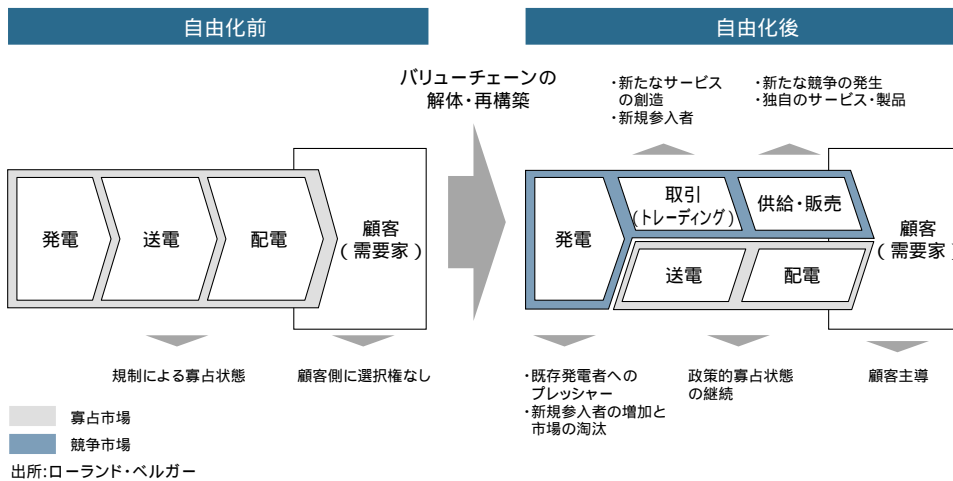 自由化前
自由化後
バリューチェーンの
解体・再構築
・新たなサービス
の創造
・新規参入者
・新たな競争の発生
・独自のサービス・製品
発電
送電
配電
顧客
(需要家)
発電
取引
(トレーディング)
供給・販売
送電
配電
顧客
(需要家)
規制による寡占状態
顧客側に選択権なし
・既存発電者への
プレッシャー
・新規参入者の増加と
市場の淘汰
政策的寡占状態
の継続
顧客主導
寡占市場
競争市場
出所:ローランド・ベルガー